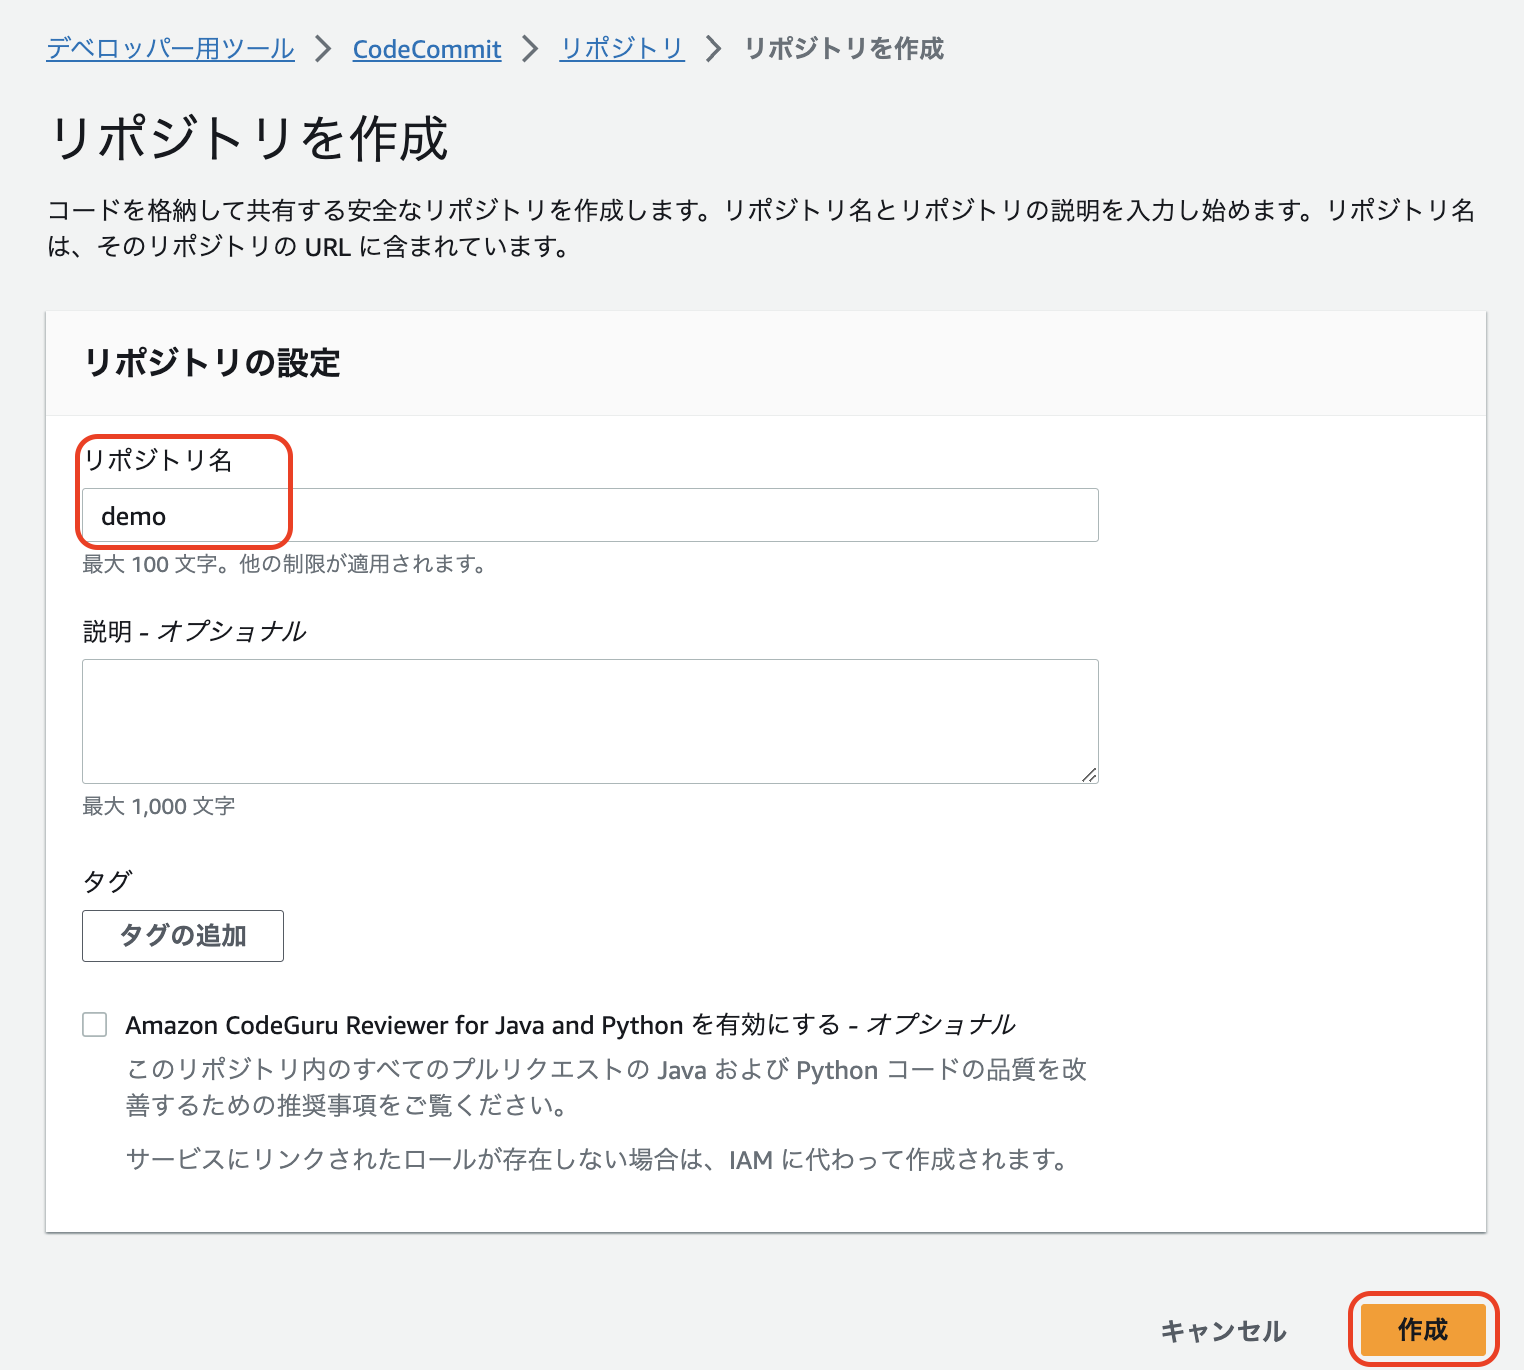 デベロッパー用ツール > CodeCommit > リポジトリ > リポジトリを作成
リポジトリを作成
コードを格納して共有する安全なリポジトリを作成します。リポジトリ名とリポジトリの説明を入力し始めます。リポジトリ名
は、そのリポジトリの URL に含まれています。
リポジトリの設定
リポジトリ名
demo
最大 100 文字。他の制限が適用されます。
説明 - オプショナル
最大 1,000 文字
タグ
タグの追加
Amazon CodeGuru Reviewer for Java and Python を有効にする - オプショナル
このリポジトリ内のすべてのプルリクエストの Java および Python コードの品質を改
善するための推奨事項をご覧ください。
サービスにリンクされたロールが存在しない場合は、IAM に代わって作成されます。
キャンセル
作成